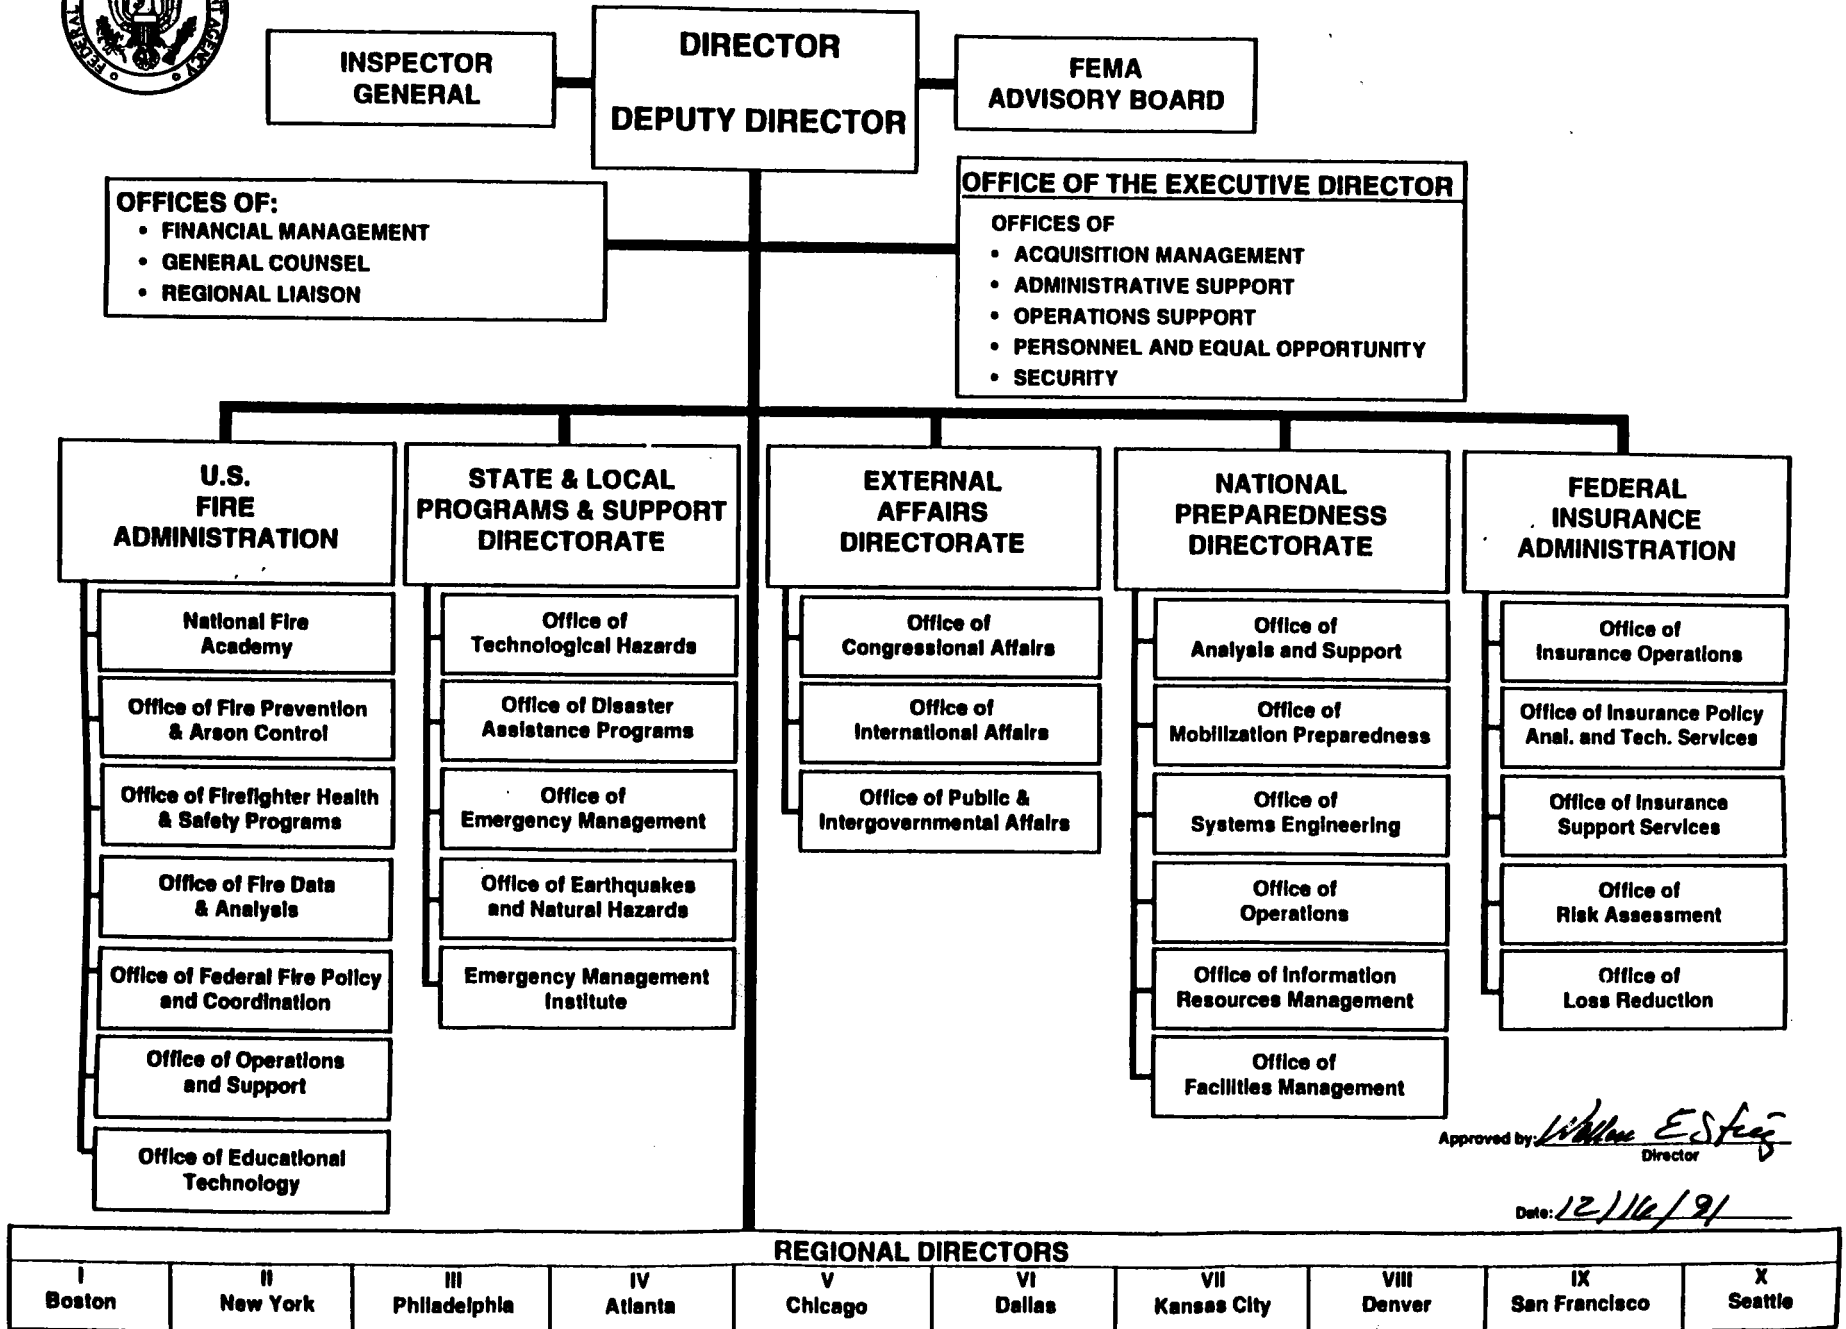 FEDERAL
T AGENCY
INSPECTOR
GENERAL
DIRECTOR
DEPUTY DIRECTOR
FEMA
ADVISORY BOARD
OFFICES OF:
• FINANCIAL MANAGEMENT
• GENERAL COUNSEL
• REGIONAL LIAISON
OFFICE OF THE EXECUTIVE DIRECTOR
OFFICES OF
• ACQUISITION MANAGEMENT
• ADMINISTRATIVE SUPPORT
• OPERATIONS SUPPORT
• PERSONNEL AND EQUAL OPPORTUNITY
• SECURITY
U.S.
FIRE
ADMINISTRATION
National Fire
Academy
Office of Fire Prevention
& Arson Control
Office of Firefighter Health
& Safety Programs
Office of Fire Data
& Analysis
Office of Federal Fire Policy
and Coordination
Office of Operations
and Support
Office of Educational
Technology
STATE & LOCAL
PROGRAMS & SUPPORT
DIRECTORATE
Office of
Technological Hazards
Office of Disaster
Assistance Programs
Office of
Emergency Management
Office of Earthquakes
and Natural Hazards
Emergency Management
Institute
EXTERNAL
AFFAIRS
DIRECTORATE
Office of
Congressional Affairs
Office of
International Affairs
Office of Public &
Intergovernmental Affairs
NATIONAL
PREPAREDNESS
DIRECTORATE
Office of
Analysis and Support
Office of
Mobilization Preparedness
Office of
Systems Engineering
Office of
Operations
Office of Information
Resources Management
Office of
Facilities Management
FEDERAL
INSURANCE
ADMINISTRATION
Office of
Insurance Operations
Office of Insurance Policy
Anal. and Tech. Services
Office of Insurance
Support Services
Office of
Risk Assessment
Office of
Loss Reduction
Approved by:
Director
Date: 12/16/91
REGIONAL DIRECTORS
I
Boston
II
New York
III
Philadelphia
IV
Atlanta
V
Chicago
VI
Dallas
VII
Kansas City
VIII
Denver
IX
San Francisco
X
Seattle